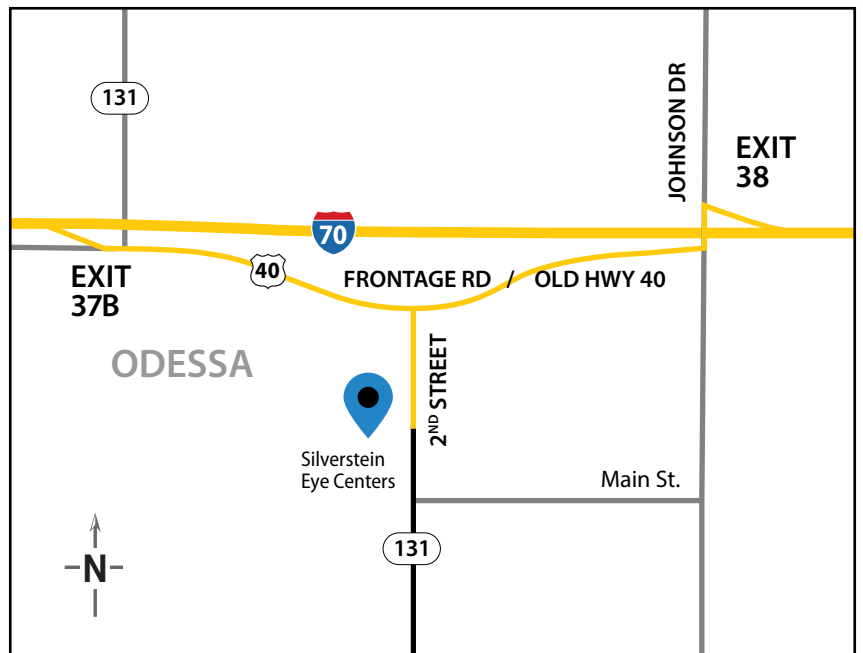 131
JOHNSON DR
EXIT
38
70
40
FRONTAGE RD / OLD HWY 40
EXIT
37B
ODESSA
2ND STREET
Silverstein
Eye Centers
Main St.
131
N